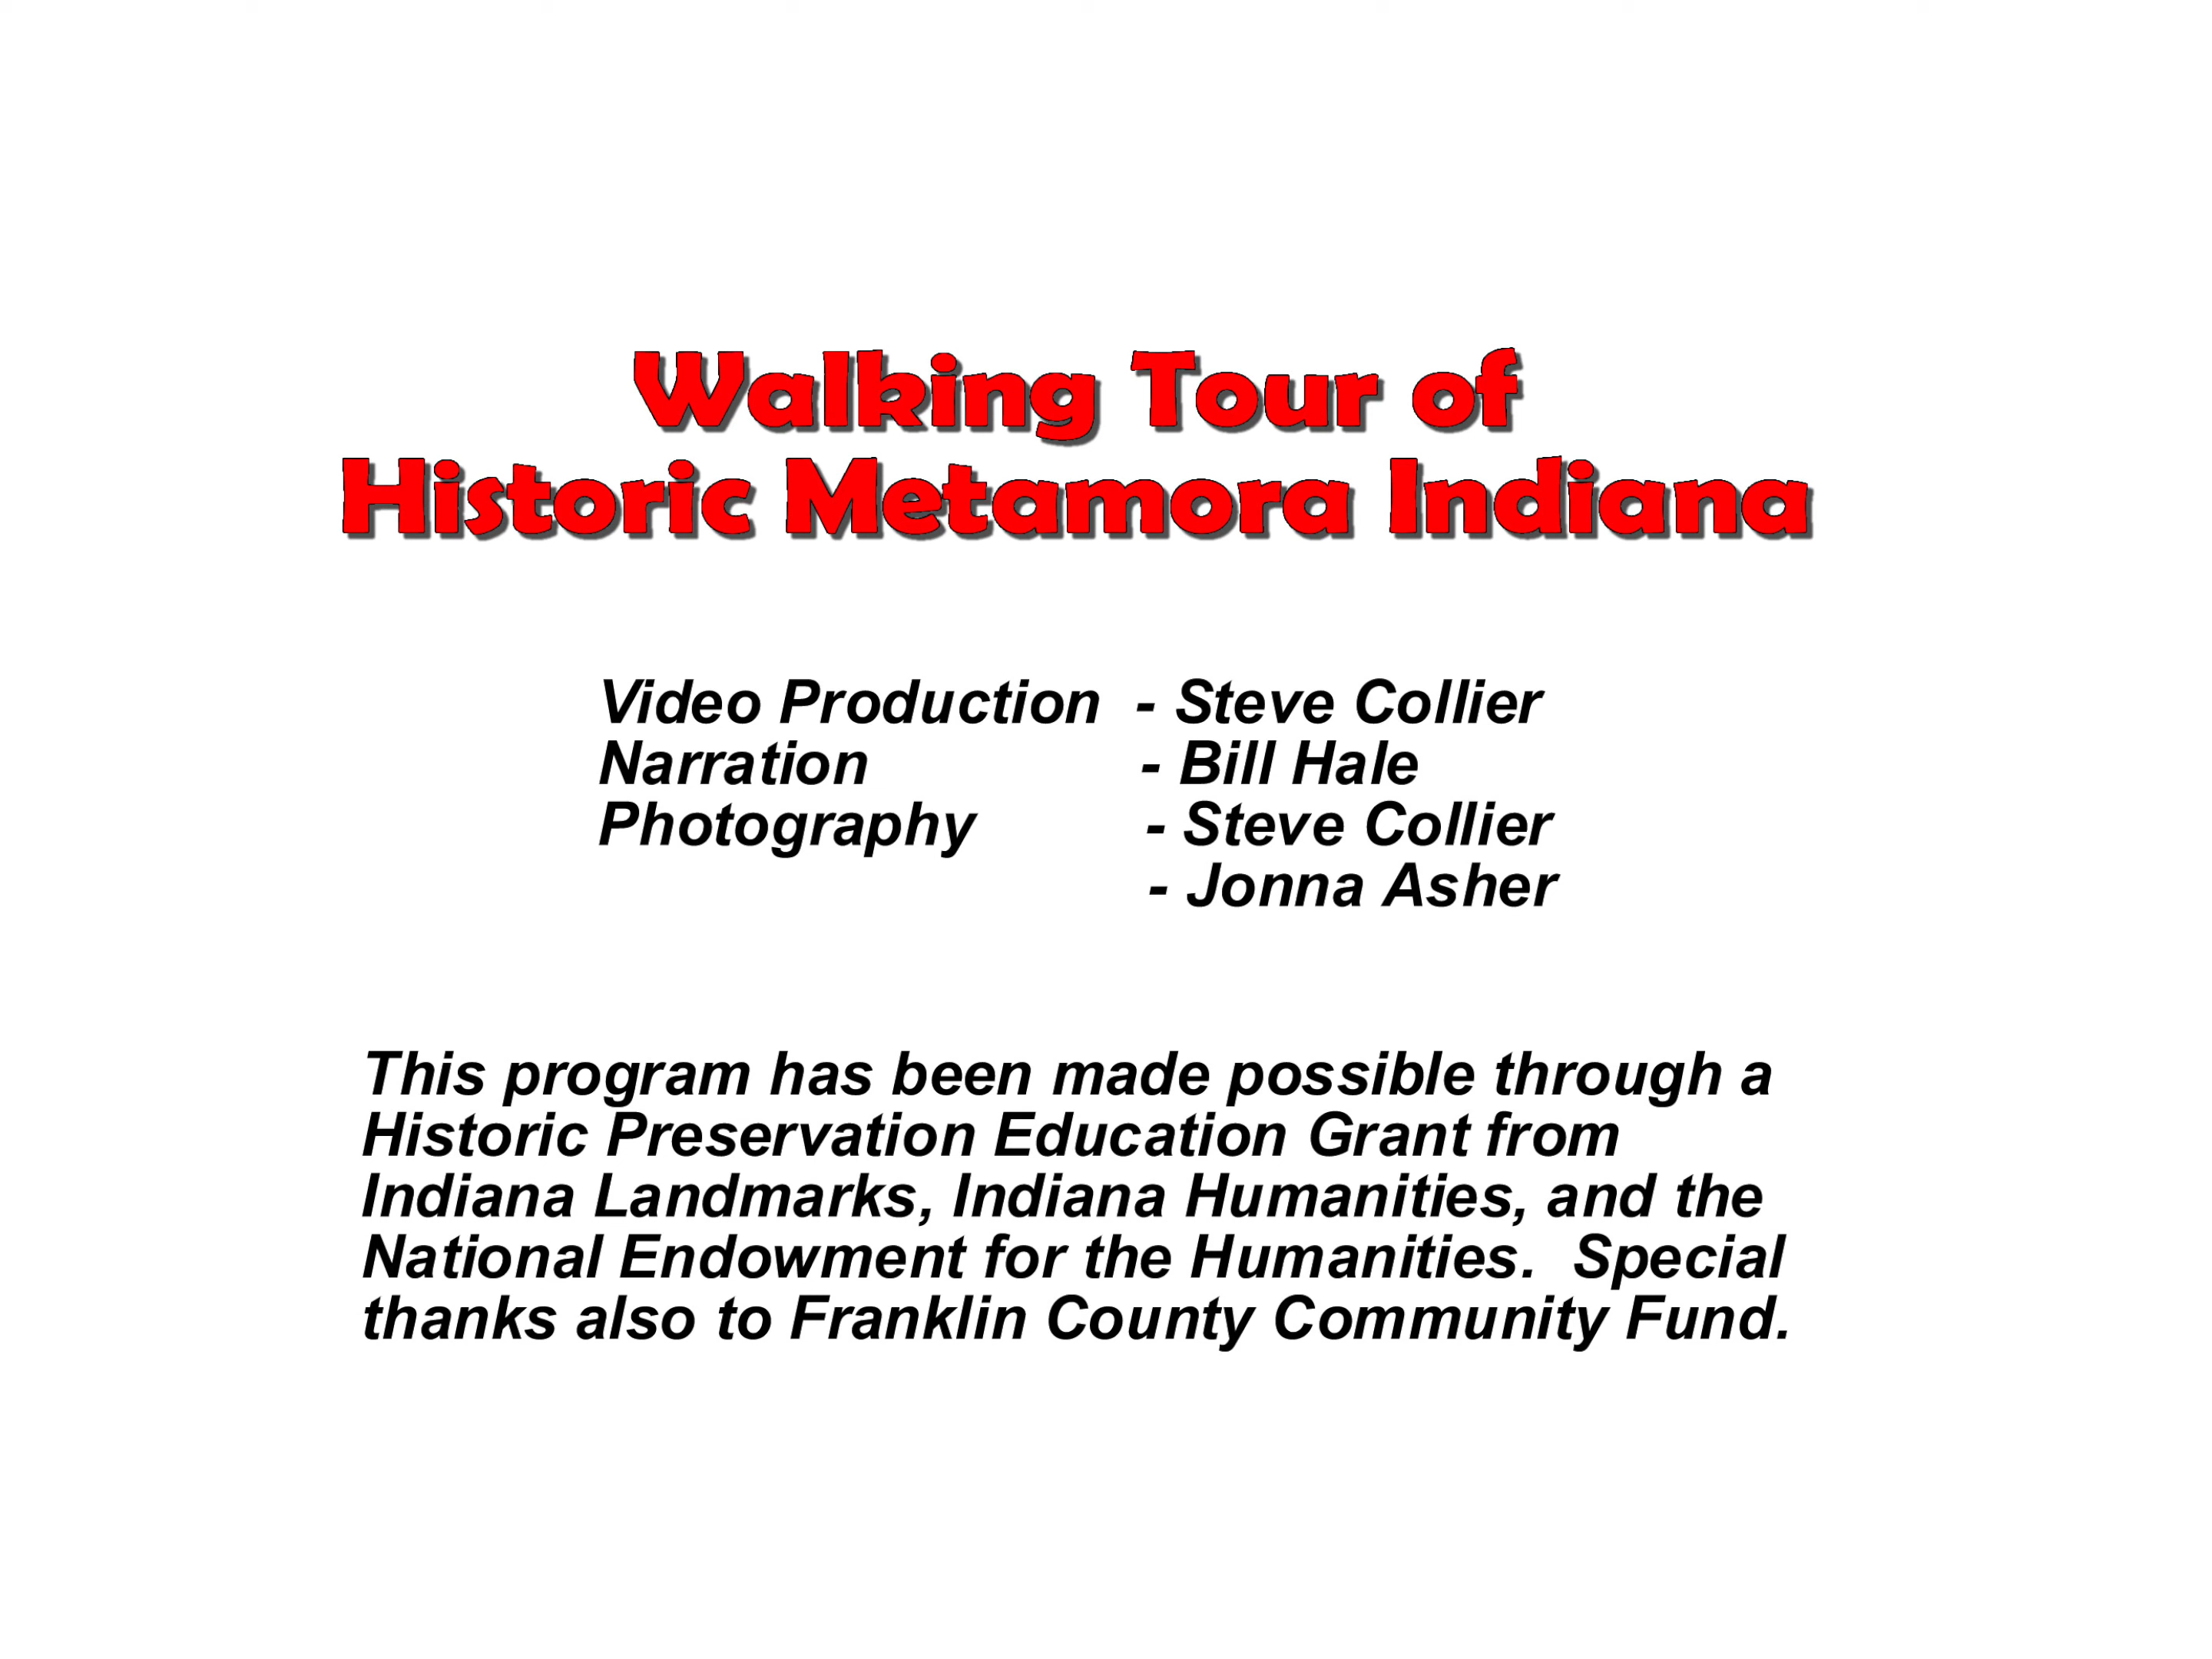 Walking Tour of
Historic Metamora Indiana
Video Production - Steve Collier
Narration - Bill Hale
Photography - Steve Collier
- Jonna Asher
This program has been made possible through a
Historic Preservation Education Grant from
Indiana Landmarks, Indiana Humanities, and the
National Endowment for the Humanities.  Special
thanks also to Franklin County Community Fund.